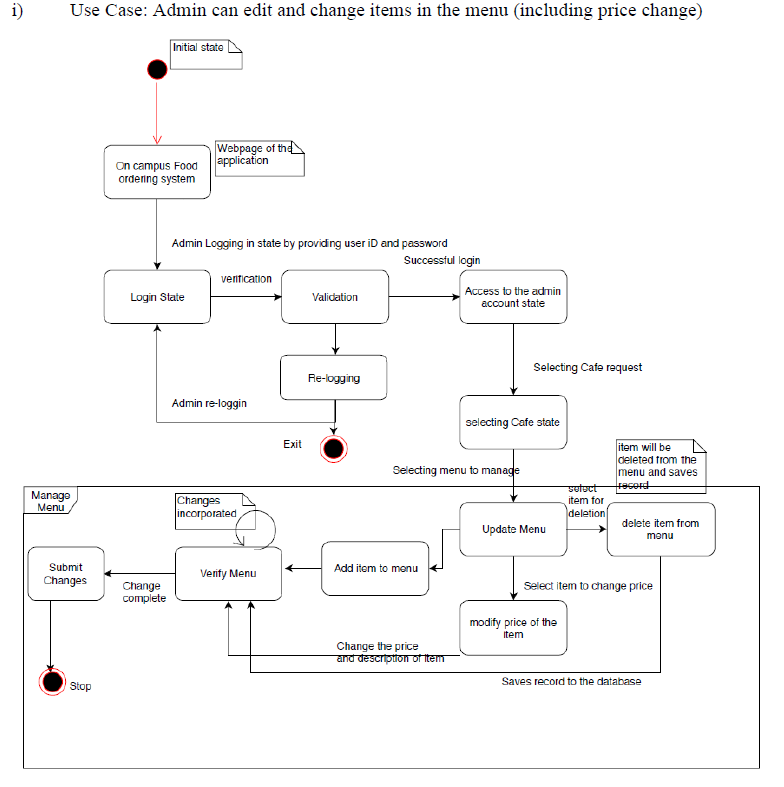 i) Use Case: Admin can edit and change items in the menu (including price change)
Initial state
Webpage of the
application
On campus Food
ordering system
Admin Logging in state by providing user iD and password
Successful login
verification
Login State
Validation
Access to the admin
account state
Re-logging
Selecting Cafe request
Admin re-loggin
Exit
selecting Cafe state
Selecting menu to manage
item will be
deleted from the
menu and saves
record
Manage
Menu
Changes
incorporated
select
item for
deletion
Update Menu
delete item from
menu
Submit
Changes
Change
complete
Verify Menu
Add item to menu
Select item to change price
modify price of the
item
Change the price
and description of item
Saves record to the database
Stop